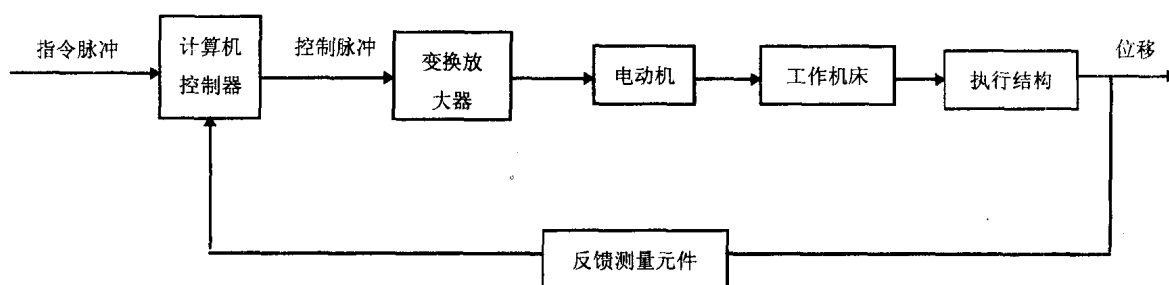 指令脉冲
计算机
控制器
控制脉冲
变换放
大器
电动机
工作机床
执行结构
位移
反馈测量元件